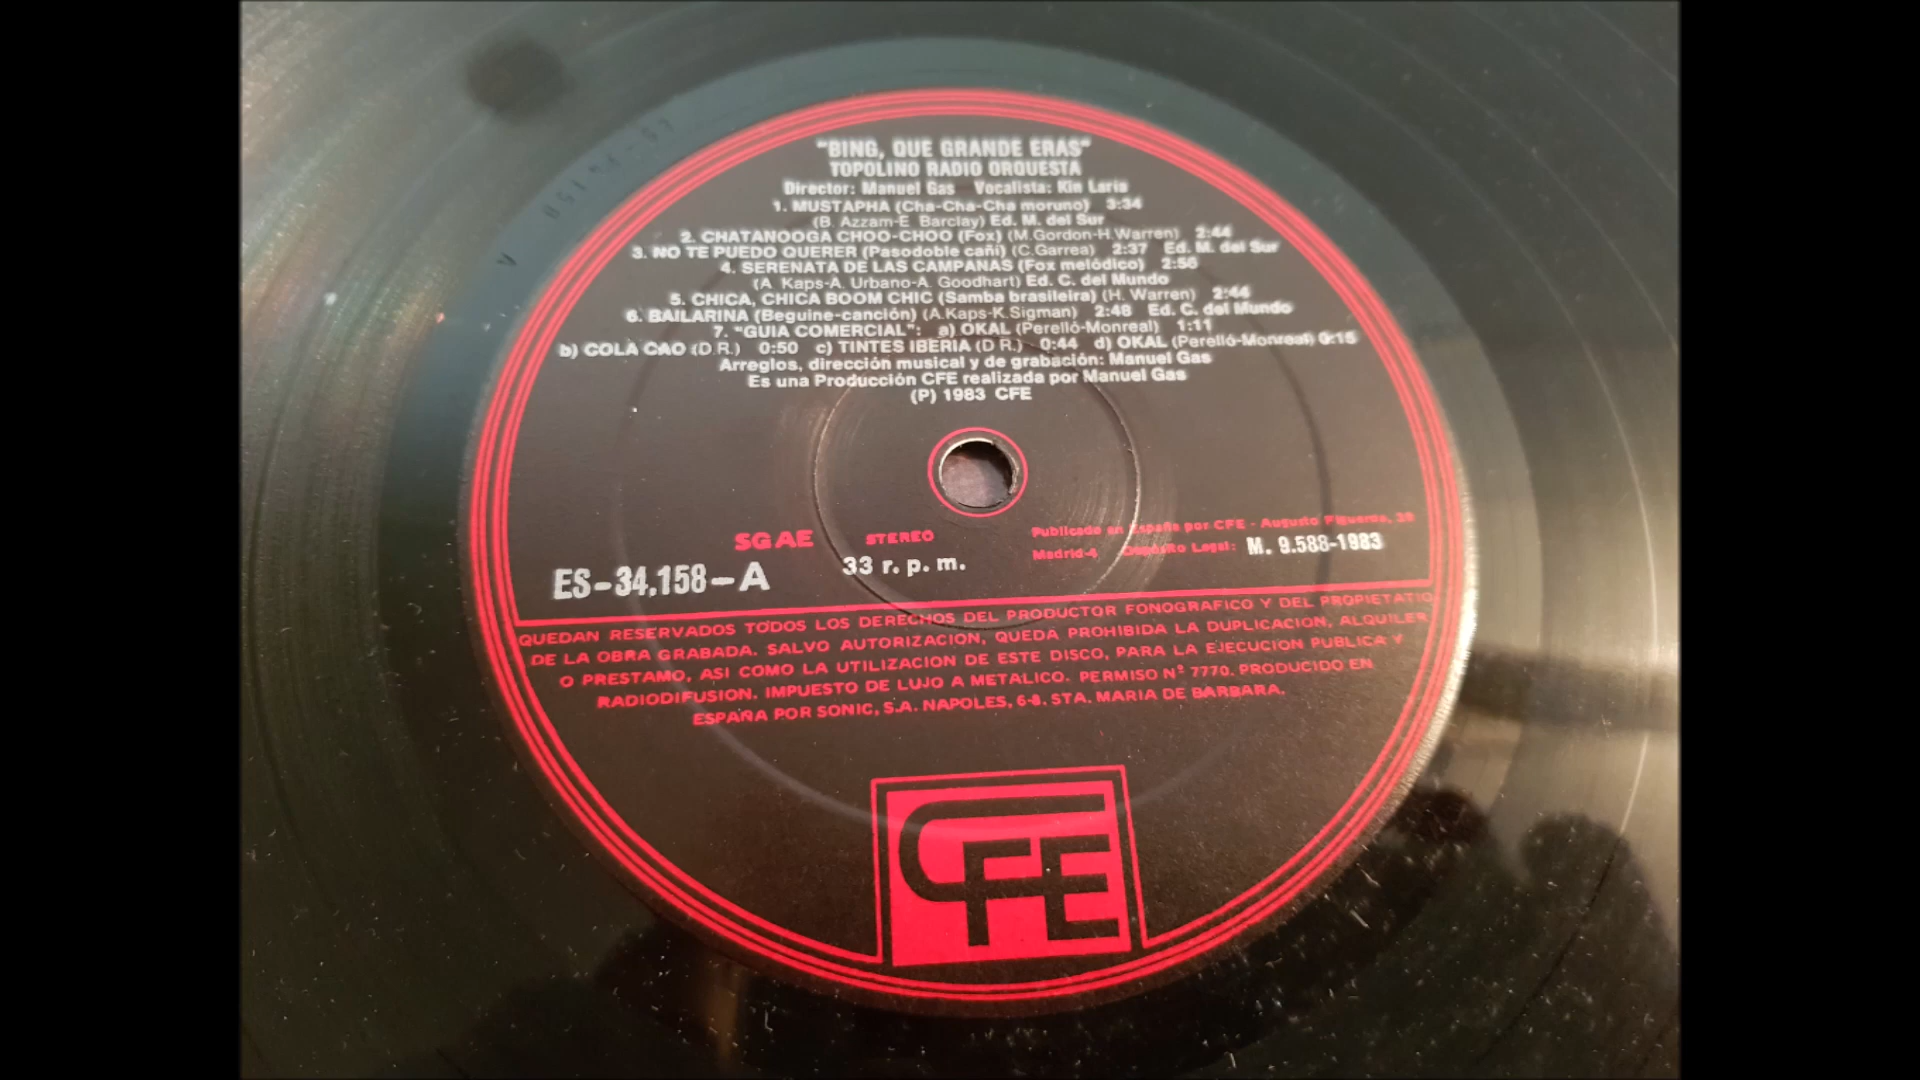 "BING, QUE GRANDE ERAS"
TOPOLINO RADIO ORQUESTA
Director: Manuel Gas Vocalista: Kin Laria
1. MUSTAPHA (Cha-Cha-Cha moruno) 3:34
(B. Azzam-E. Barclay) Ed. M. del Sur
2. CHATANOOGA CHOO-CHOO (Fox) (M.Gordon-H.Warren) 2:44
3. NO TE PUEDO QUERER (Pasodoble cañi) (C.Garrea) 2:37 Ed. M. del Sur
4. SERENATA DE LAS CAMPANAS (Fox melódico) 2:56
(A. Kaps-A. Urbano-A. Goodhart) Ed. C. del Mundo
5. CHICA, CHICA BOOM CHIC (Samba brasileira) (H. Warren) 2:44
6. BAILARINA (Beguine-canción) (A.Kaps-K.Sigman) 2:48 Ed. C. del Mundo
7. "GUIA COMERCIAL": a) OKAL (Perelló-Monreal) 1:11
b) COLA CAO (D.R.) 0:50 c) TINTES IBERIA (D.R.) 0:44 d) OKAL (Perelló-Monreal) 0:15
Arreglos, dirección musical y de grabación: Manuel Gas
Es una Producción CFE realizada por Manuel Gas
(P) 1983 CFE
SGAE STEREO Publicado en España por CFE - Augusto Figueroa,
Madrid-4 Depósito Legal: M. 9.588-1983
ES-34.158-A 33 r. p. m.
QUEDAN RESERVADOS TODOS LOS DERECHOS DEL PRODUCTOR FONOGRAFICO Y DEL PROPIETATIO
DE LA OBRA GRABADA. SALVO AUTORIZACION, QUEDA PROHIBIDA LA DUPLICACION, ALQUILER
O PRESTAMO, ASI COMO LA UTILIZACION DE ESTE DISCO, PARA LA EJECUCION PUBLICA Y
RADIODIFUSION. IMPUESTO DE LUJO A METALICO. PERMISO Nº 7770. PRODUCIDO EN
ESPAÑA POR SONIC, S.A. NAPOLES, 6-8. STA. MARIA DE BARBARA.
CFE